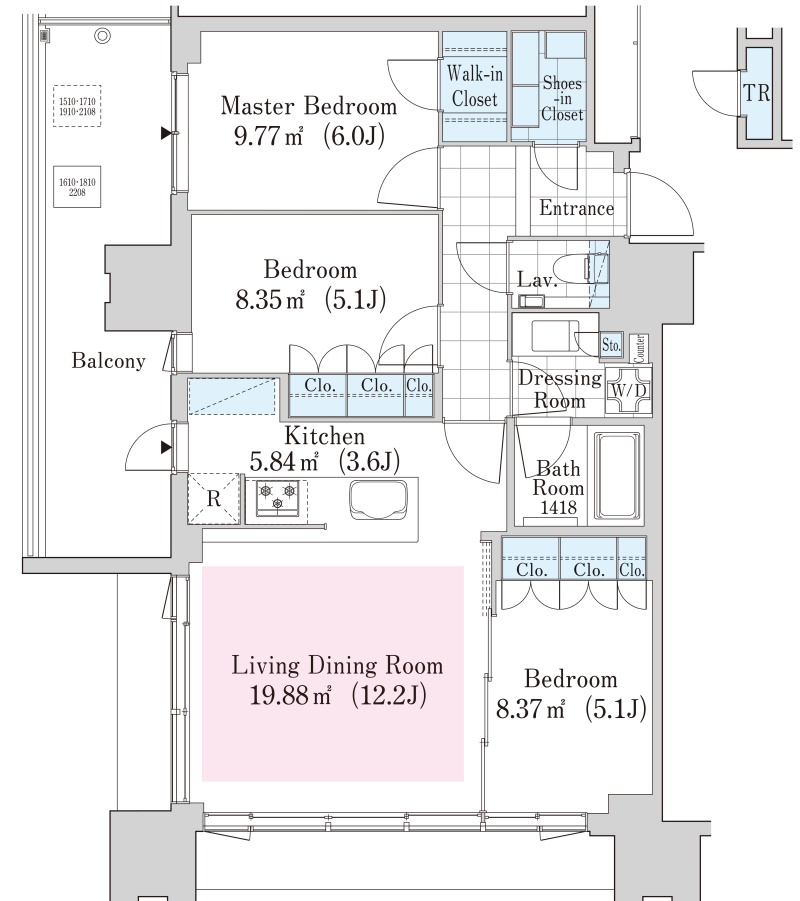 1510·1710
1910·2108
1610·1810
2208
Walk-in
Closet
Shoes
-in
Closet
TR
Master Bedroom
9.77㎡ (6.0J)
Entrance
Bedroom
8.35㎡ (5.1J)
Lav.
Balcony
Sto.
Counter
Dressing
Room
W/D
Clo.
Clo.
Clo.
Kitchen
5.84㎡ (3.6J)
R
Bath
Room
1418
Clo.
Clo.
Clo.
Living Dining Room
19.88㎡ (12.2J)
Bedroom
8.37㎡ (5.1J)